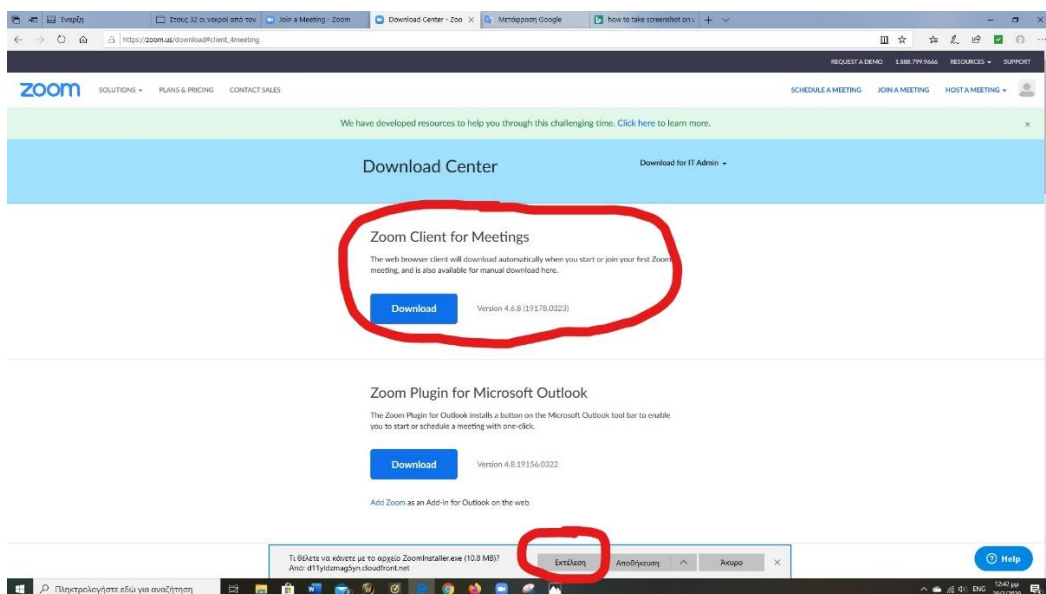 Έναρξη
Στους 32 οι νεκροί από τον
Join a Meeting - Zoom
Download Center - Zoo
Μετάφραση Google
how to take screenshot on
https://zoom.us/download#client_4meeting
REQUEST A DEMO 1.888.799.9666 RESOURCES SUPPORT
zoom SOLUTIONS PLANS & PRICING CONTACT SALES SCHEDULE A MEETING JOIN A MEETING HOST A MEETING
We have developed resources to help you through this challenging time. Click here to learn more.
Download Center
Download for IT Admin
Zoom Client for Meetings
The web browser client will download automatically when you start or join your first Zoom
meeting, and is also available for manual download here.
Download Version 4.6.8 (19178.0323)
Zoom Plugin for Microsoft Outlook
The Zoom Plugin for Outlook installs a button on the Microsoft Outlook tool bar to enable
you to start or schedule a meeting with one-click.
Download Version 4.8.19156.0322
Add Zoom as an Add-in for Outlook on the web
Τι θέλετε να κάνετε με το αρχείο ZoomInstaller.exe (10.8 MB)?
Από: d11yldzmag5yn.cloudfront.net
Εκτέλεση Αποθήκευση Άκυρο
Help
Πληκτρολογήστε εδώ για αναζήτηση
ENG
12:47 μμ